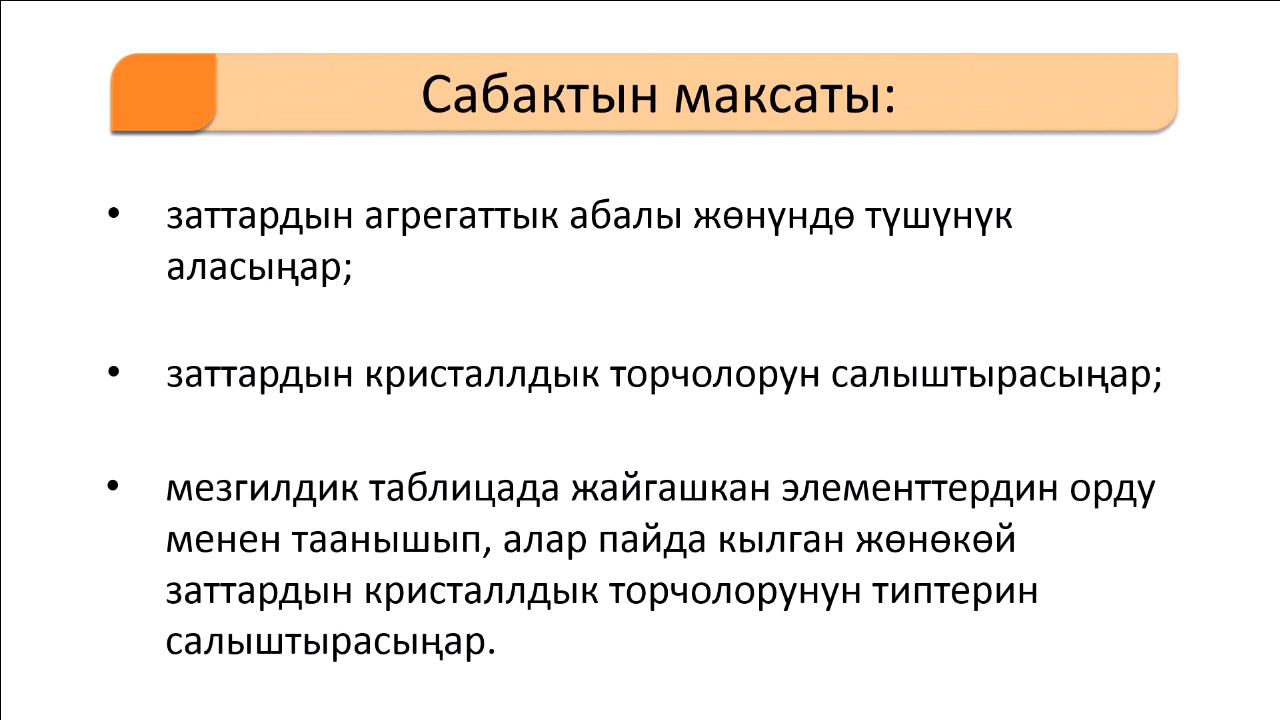 Сабактын максаты:
• заттардын агрегаттык абалы жөнүндө түшүнүк
аласыңар;
• заттардын кристаллдык торчолорун салыштырасыңар;
• мезгилдик таблицада жайгашкан элементтердин орду
менен таанышып, алар пайда кылган жөнөкөй
заттардын кристаллдык торчолорунун типтерин
салыштырасыңар.